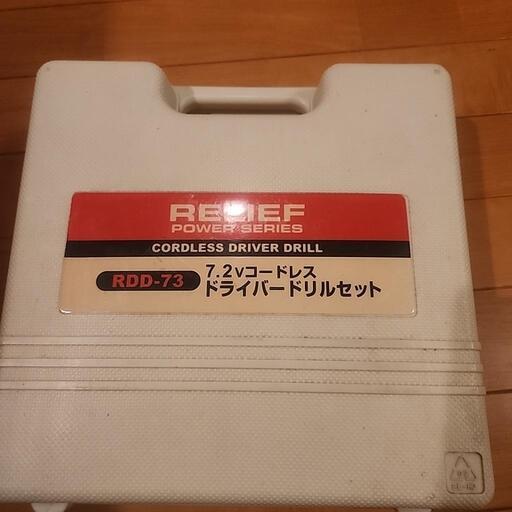 RELIEF
POWER SERIES
CORDLESS DRIVER DRILL
RDD-73
7.2vコードレス
ドライバードリルセット